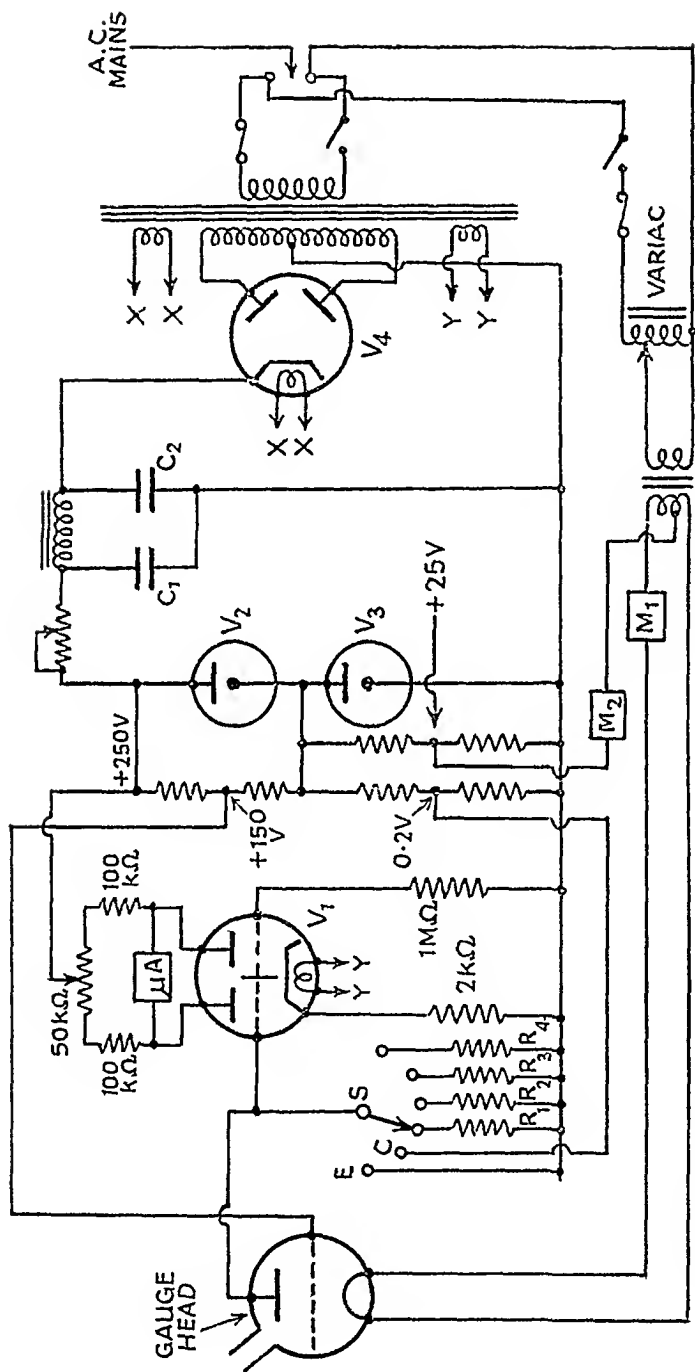 GAUGE
HEAD
50kΩ
100
kΩ
100
kΩ
µA
V1
Y
Y
E
C
S
R1
R2
R3
R4
2kΩ
1MΩ
+250V
+150
V
0·2V
V2
V3
+25V
C1
C2
M2
M1
X
X
V4
X
X
Y
Y
VARIAC
A.C.
MAINS